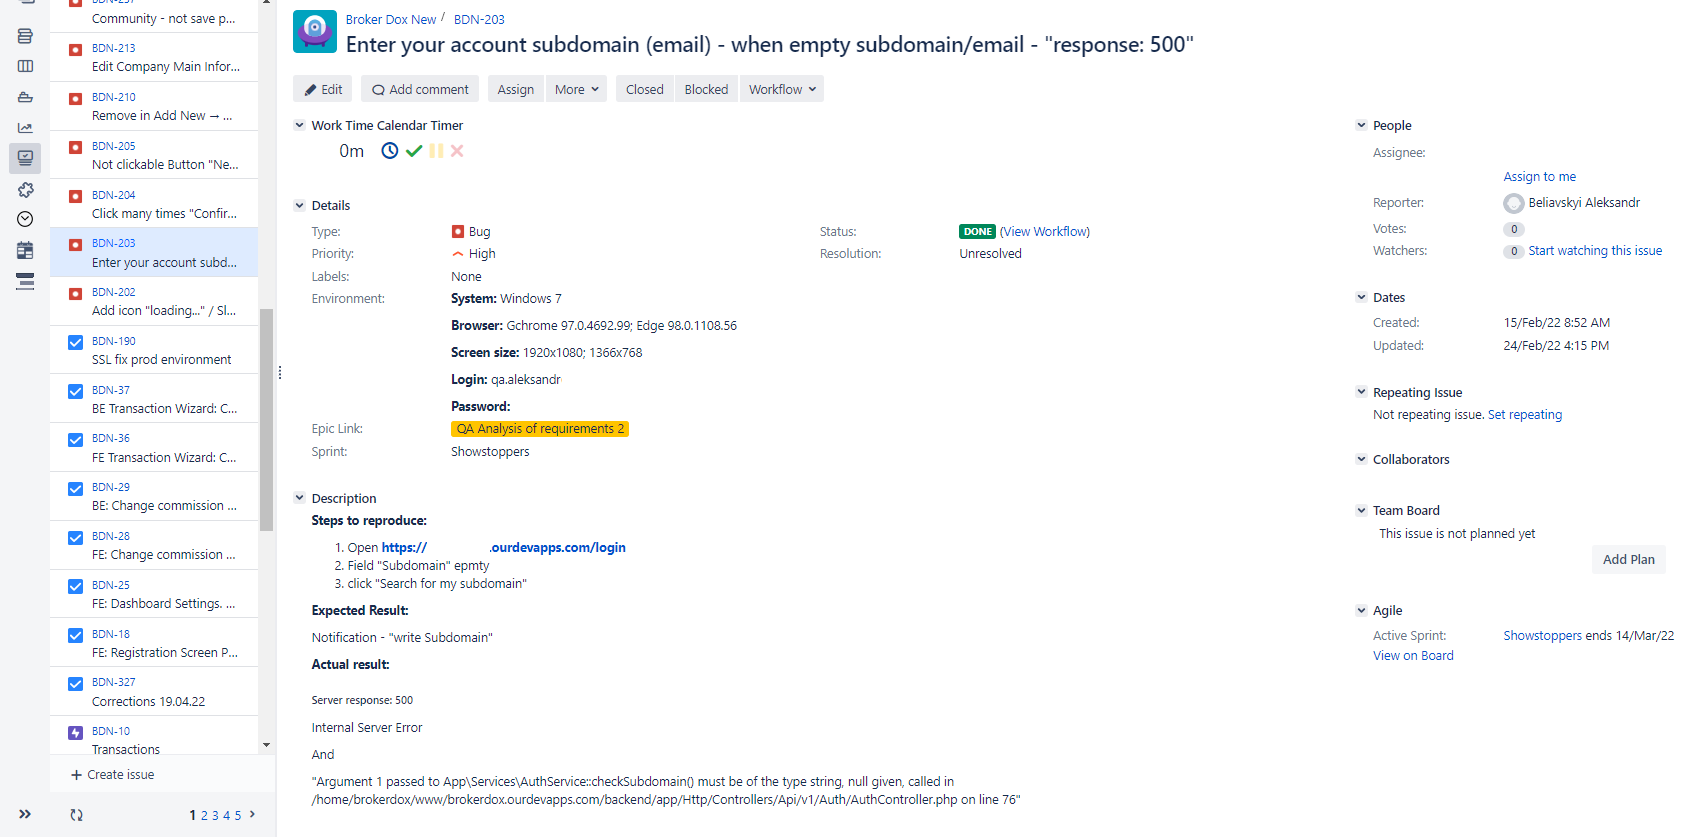 Community - not save p...
BDN-213
Edit Company Main Infor...
BDN-210
Remove in Add New → ...
BDN-205
Not clickable Button "Ne...
BDN-204
Click many times "Confir...
BDN-203
Enter your account subd...
BDN-202
Add icon "loading..." / Sl...
BDN-190
SSL fix prod environment
BDN-37
BE Transaction Wizard: C...
BDN-36
FE Transaction Wizard: C...
BDN-29
BE: Change commission ...
BDN-28
FE: Change commission ...
BDN-25
FE: Dashboard Settings. ...
BDN-18
FE: Registration Screen P...
BDN-327
Corrections 19.04.22
BDN-10
Transactions
+ Create issue
1 2 3 4 5
Broker Dox New / BDN-203
Enter your account subdomain (email) - when empty subdomain/email - "response: 500"
Edit
Add comment
Assign
More
Closed
Blocked
Workflow
Work Time Calendar Timer
0m
Details
Type: Bug
Status: DONE (View Workflow)
Priority: High
Resolution: Unresolved
Labels: None
Environment: System: Windows 7
Browser: Gchrome 97.0.4692.99; Edge 98.0.1108.56
Screen size: 1920x1080; 1366x768
Login: qa.aleksandr
Password:
Epic Link: QA Analysis of requirements 2
Sprint: Showstoppers
Description
Steps to reproduce:
1. Open https:// .ourdevapps.com/login
2. Field "Subdomain" epmty
3. click "Search for my subdomain"
Expected Result:
Notification - "write Subdomain"
Actual result:
Server response: 500
Internal Server Error
And
"Argument 1 passed to App\Services\AuthService::checkSubdomain() must be of the type string, null given, called in
/home/brokerdox/www/brokerdox.ourdevapps.com/backend/app/Http/Controllers/Api/v1/Auth/AuthController.php on line 76"
People
Assignee:
Assign to me
Reporter: Beliavskyi Aleksandr
Votes: 0
Watchers: 0 Start watching this issue
Dates
Created: 15/Feb/22 8:52 AM
Updated: 24/Feb/22 4:15 PM
Repeating Issue
Not repeating issue. Set repeating
Collaborators
Team Board
This issue is not planned yet
Add Plan
Agile
Active Sprint: Showstoppers ends 14/Mar/22
View on Board